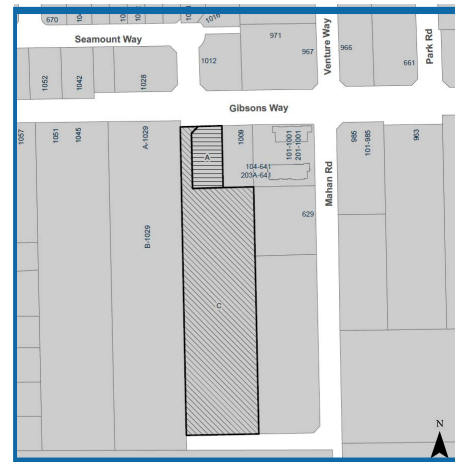 670
104
1016
Seamount Way
971
967
Venture Way
966
661
Park Rd
1012
1052
1042
1028
Gibsons Way
1057
1051
1045
A-1029
A
1009
101-1001
201-1001
104-641
203A-641
Mahan Rd
985
101-985
963
B-1029
629
C
N